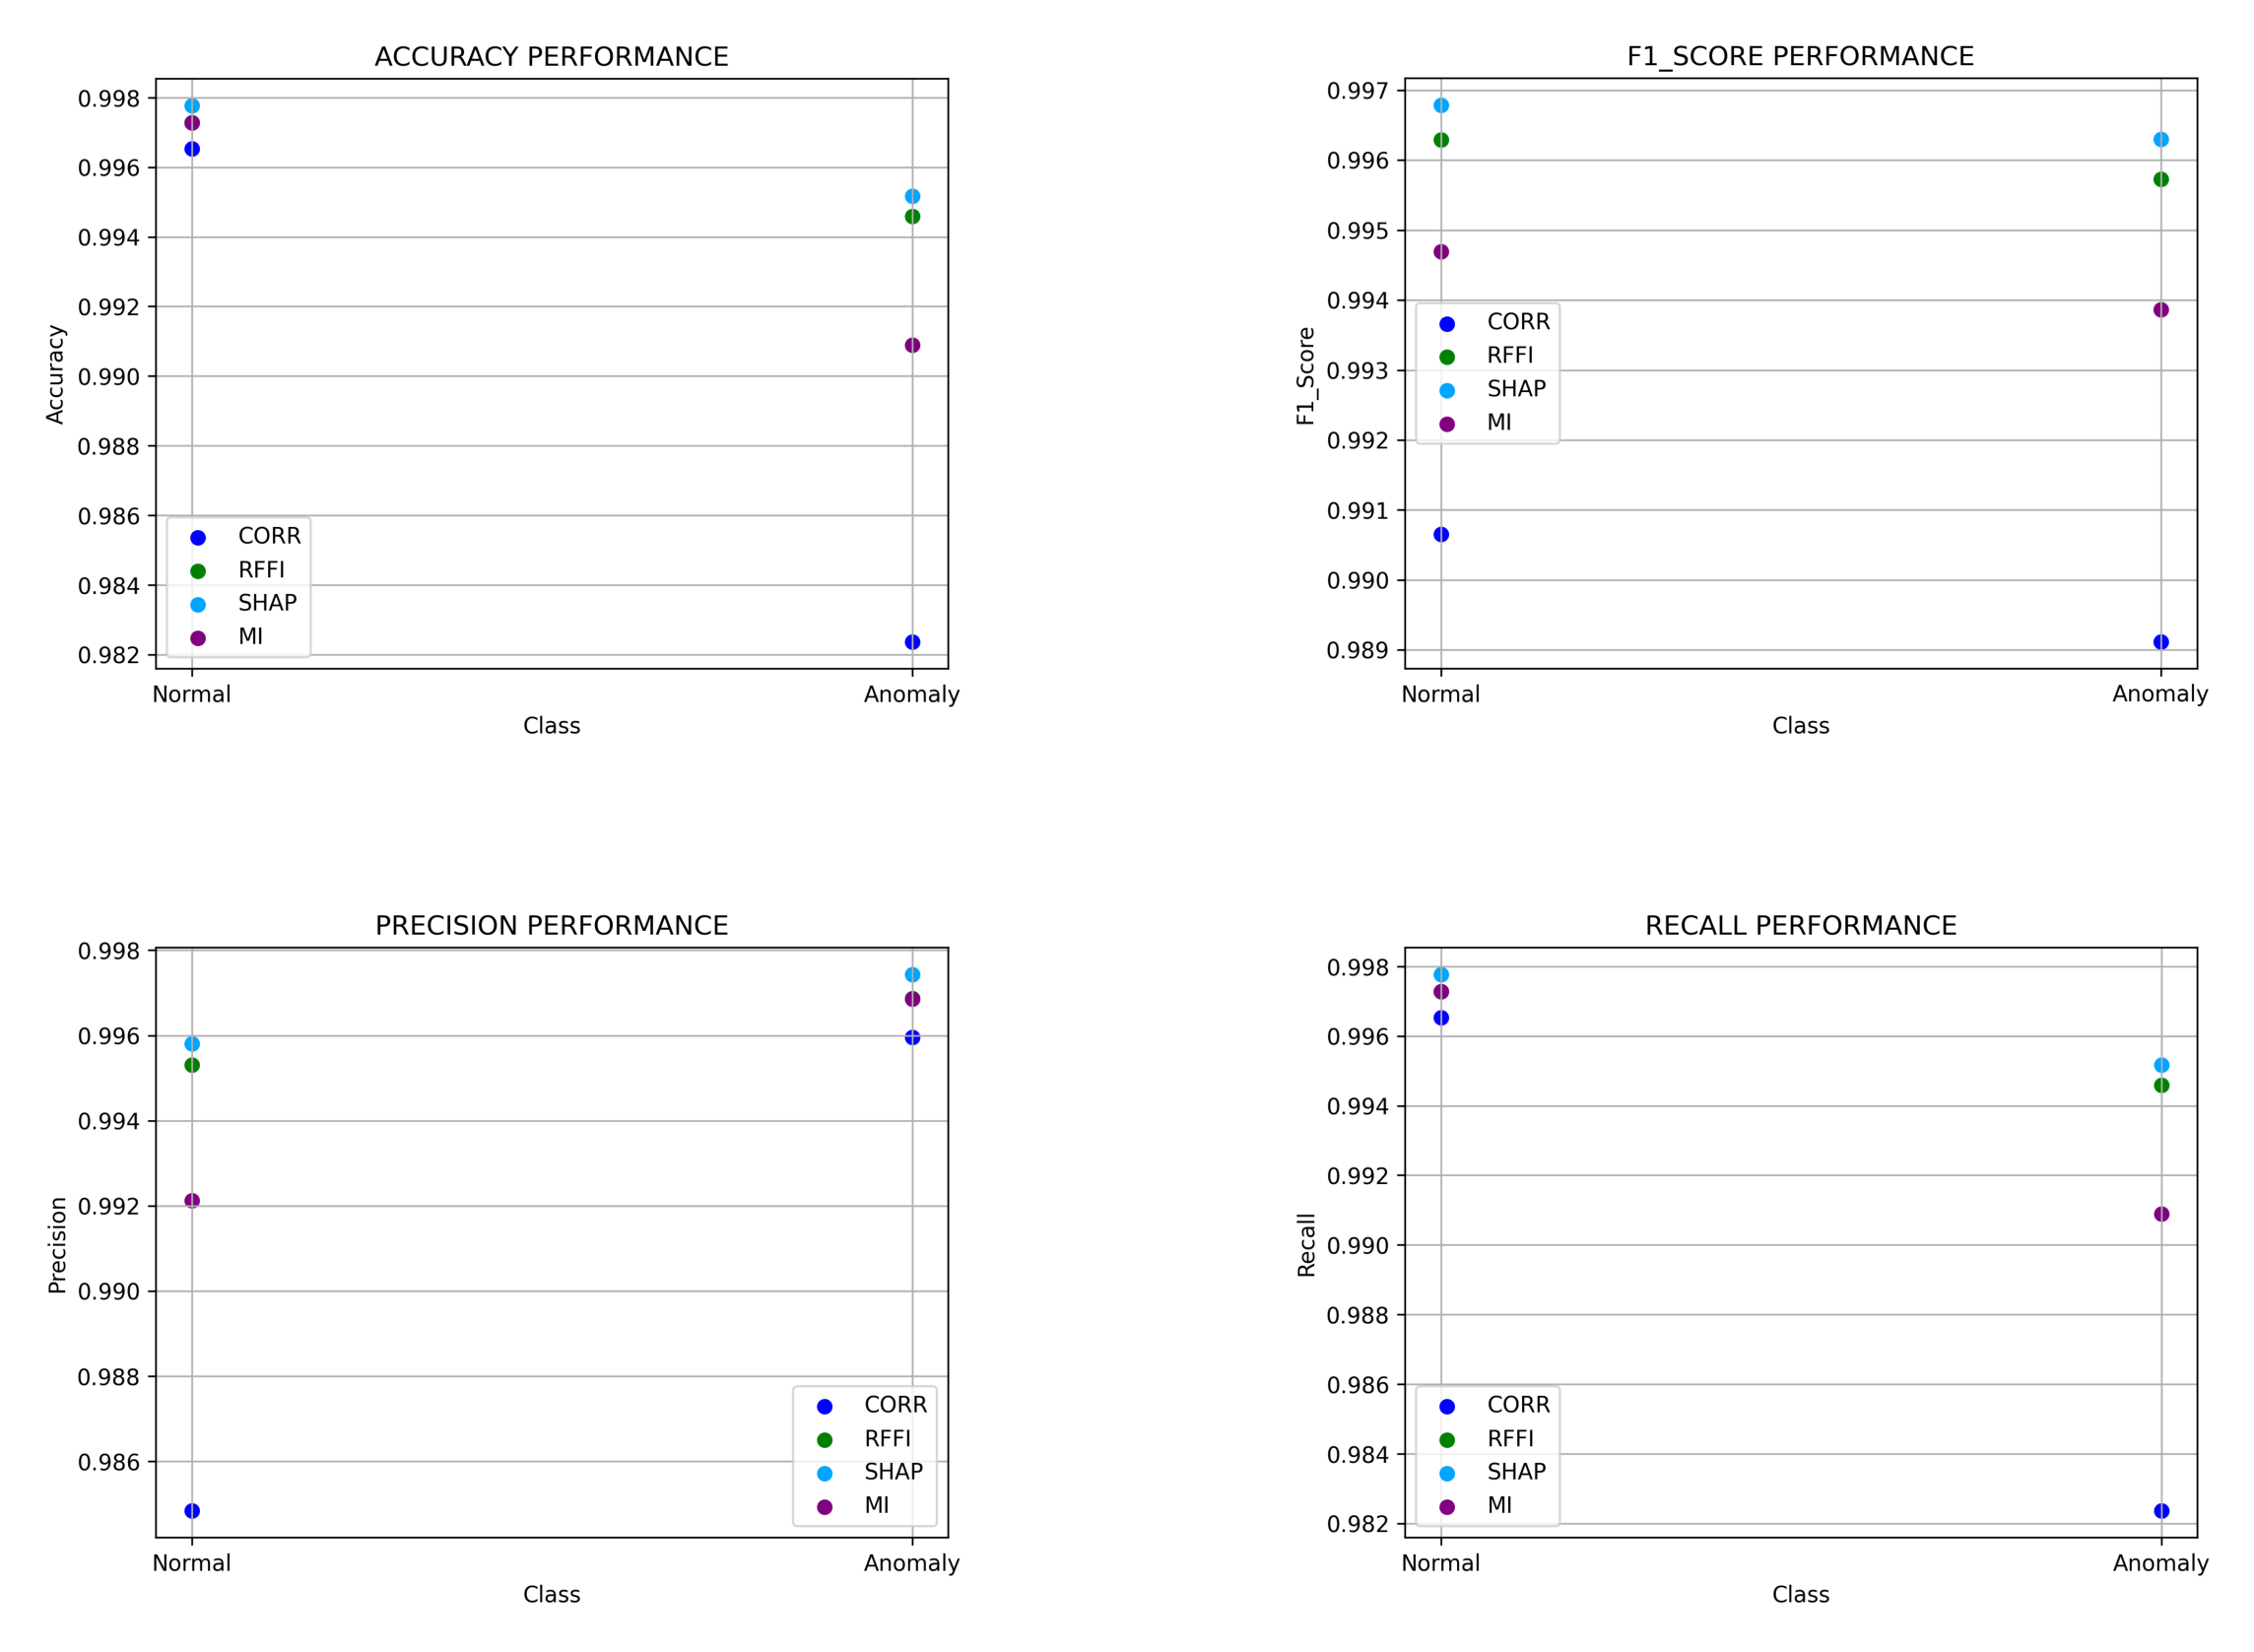 ACCURACY PERFORMANCE
0.998
0.996
0.994
0.992
0.990
0.988
0.986
0.984
0.982
Accuracy
CORR
RFFI
SHAP
MI
Normal
Anomaly
Class
F1_SCORE PERFORMANCE
0.997
0.996
0.995
0.994
0.993
0.992
0.991
0.990
0.989
F1_Score
CORR
RFFI
SHAP
MI
Normal
Anomaly
Class
PRECISION PERFORMANCE
0.998
0.996
0.994
0.992
0.990
0.988
0.986
Precision
CORR
RFFI
SHAP
MI
Normal
Anomaly
Class
RECALL PERFORMANCE
0.998
0.996
0.994
0.992
0.990
0.988
0.986
0.984
0.982
Recall
CORR
RFFI
SHAP
MI
Normal
Anomaly
Class